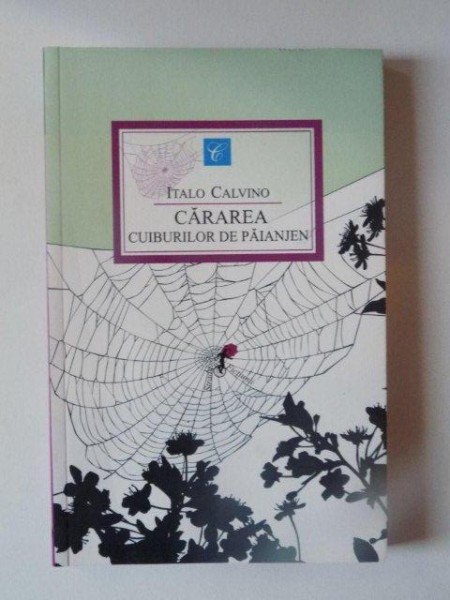 C
ITALO CALVINO
CĂRAREA
CUIBURILOR DE PĂIANJEN